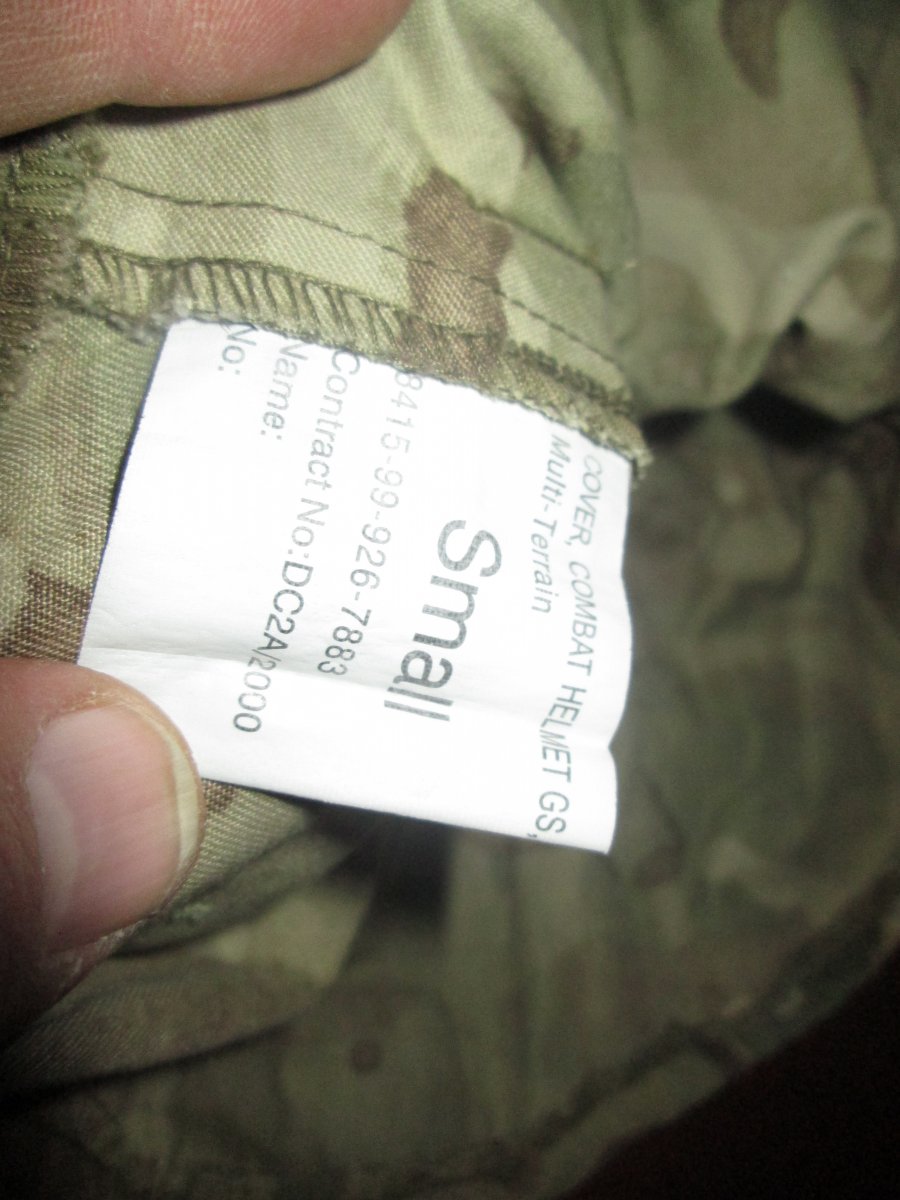 COVER, COMBAT HELMET GS,
Multi-Terrain
Small
8415-99-926-7883
Contract No:DC2A/2000
Name:
No: